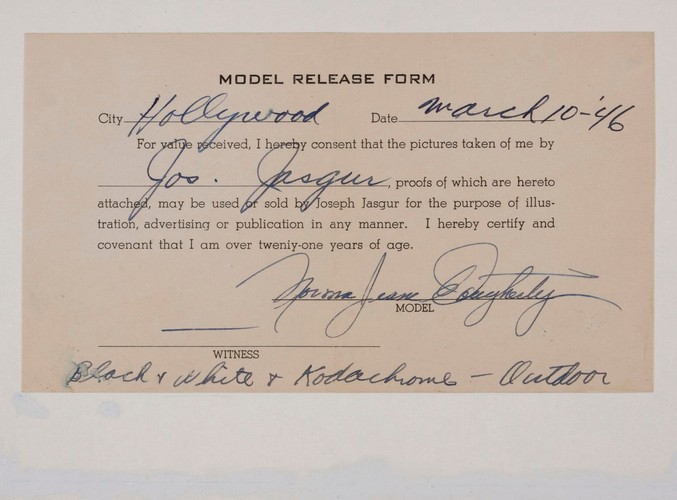 MODEL RELEASE FORM
City Hollywood Date March 10-'46
For value received, I hereby consent that the pictures taken of me by
Jos. Jasgur, proofs of which are hereto
attached, may be used or sold by Joseph Jasgur for the purpose of illus-
tration, advertising or publication in any manner. I hereby certify and
covenant that I am over twenty-one years of age.
Norma Jeane Dougherty
MODEL
WITNESS
Black & White & Kodachrome - Outdoor